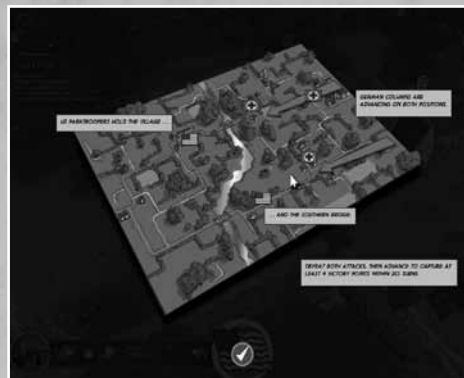 US PARATROOPERS HOLD THE VILLAGE ...
GERMAN COLUMNS ARE
ADVANCING ON BOTH POSITIONS.
... AND THE SOUTHERN BRIDGE.
DEFEAT BOTH ATTACKS, THEN ADVANCE TO CAPTURE AT
LEAST 4 VICTORY POINTS WITHIN 20 TURNS.